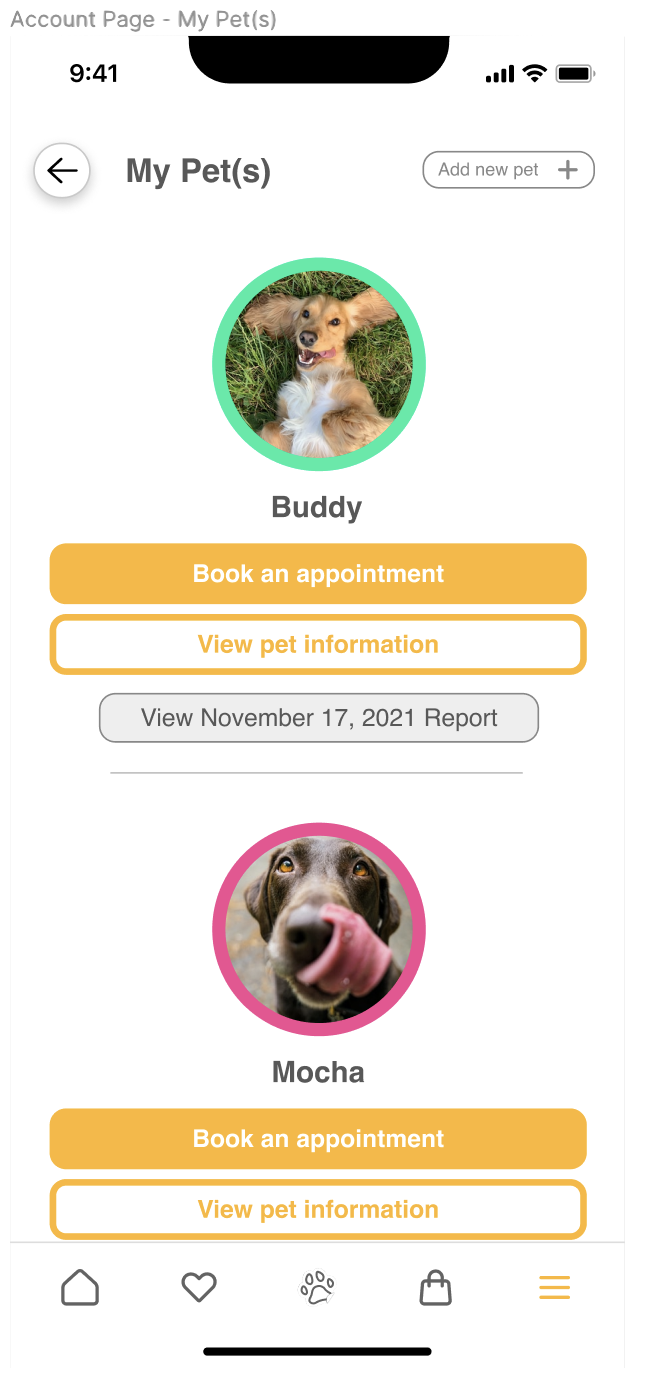 Account Page - My Pet(s)
9:41
My Pet(s)
Add new pet +
Buddy
Book an appointment
View pet information
View November 17, 2021 Report
Mocha
Book an appointment
View pet information